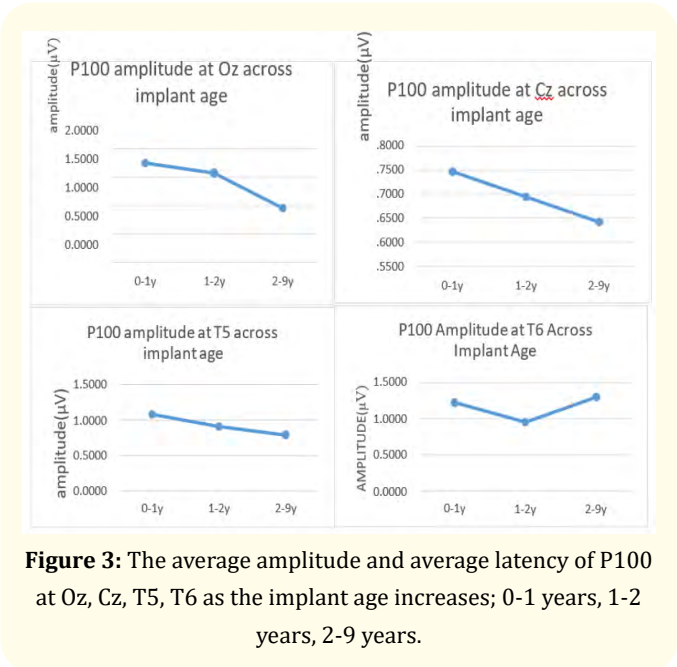 amplitude(µV)
P100 amplitude at Oz across
implant age
2.0000
1.5000
1.0000
0.5000
0.0000
0-1y 1-2y 2-9y
amplitude(µV)
P100 amplitude at Cz across
implant age
.8000
.7500
.7000
.6500
.6000
.5500
0-1y 1-2y 2-9y
P100 amplitude at T5 across
implant age
amplitude(µV)
1.5000
1.0000
0.5000
0.0000
0-1y 1-2y 2-9y
P100 Amplitude at T6 Across
Implant Age
AMPLITUDE(µV)
1.5000
1.0000
0.5000
0.0000
0-1y 1-2y 2-9y
Figure 3: The average amplitude and average latency of P100
at Oz, Cz, T5, T6 as the implant age increases; 0-1 years, 1-2
years, 2-9 years.